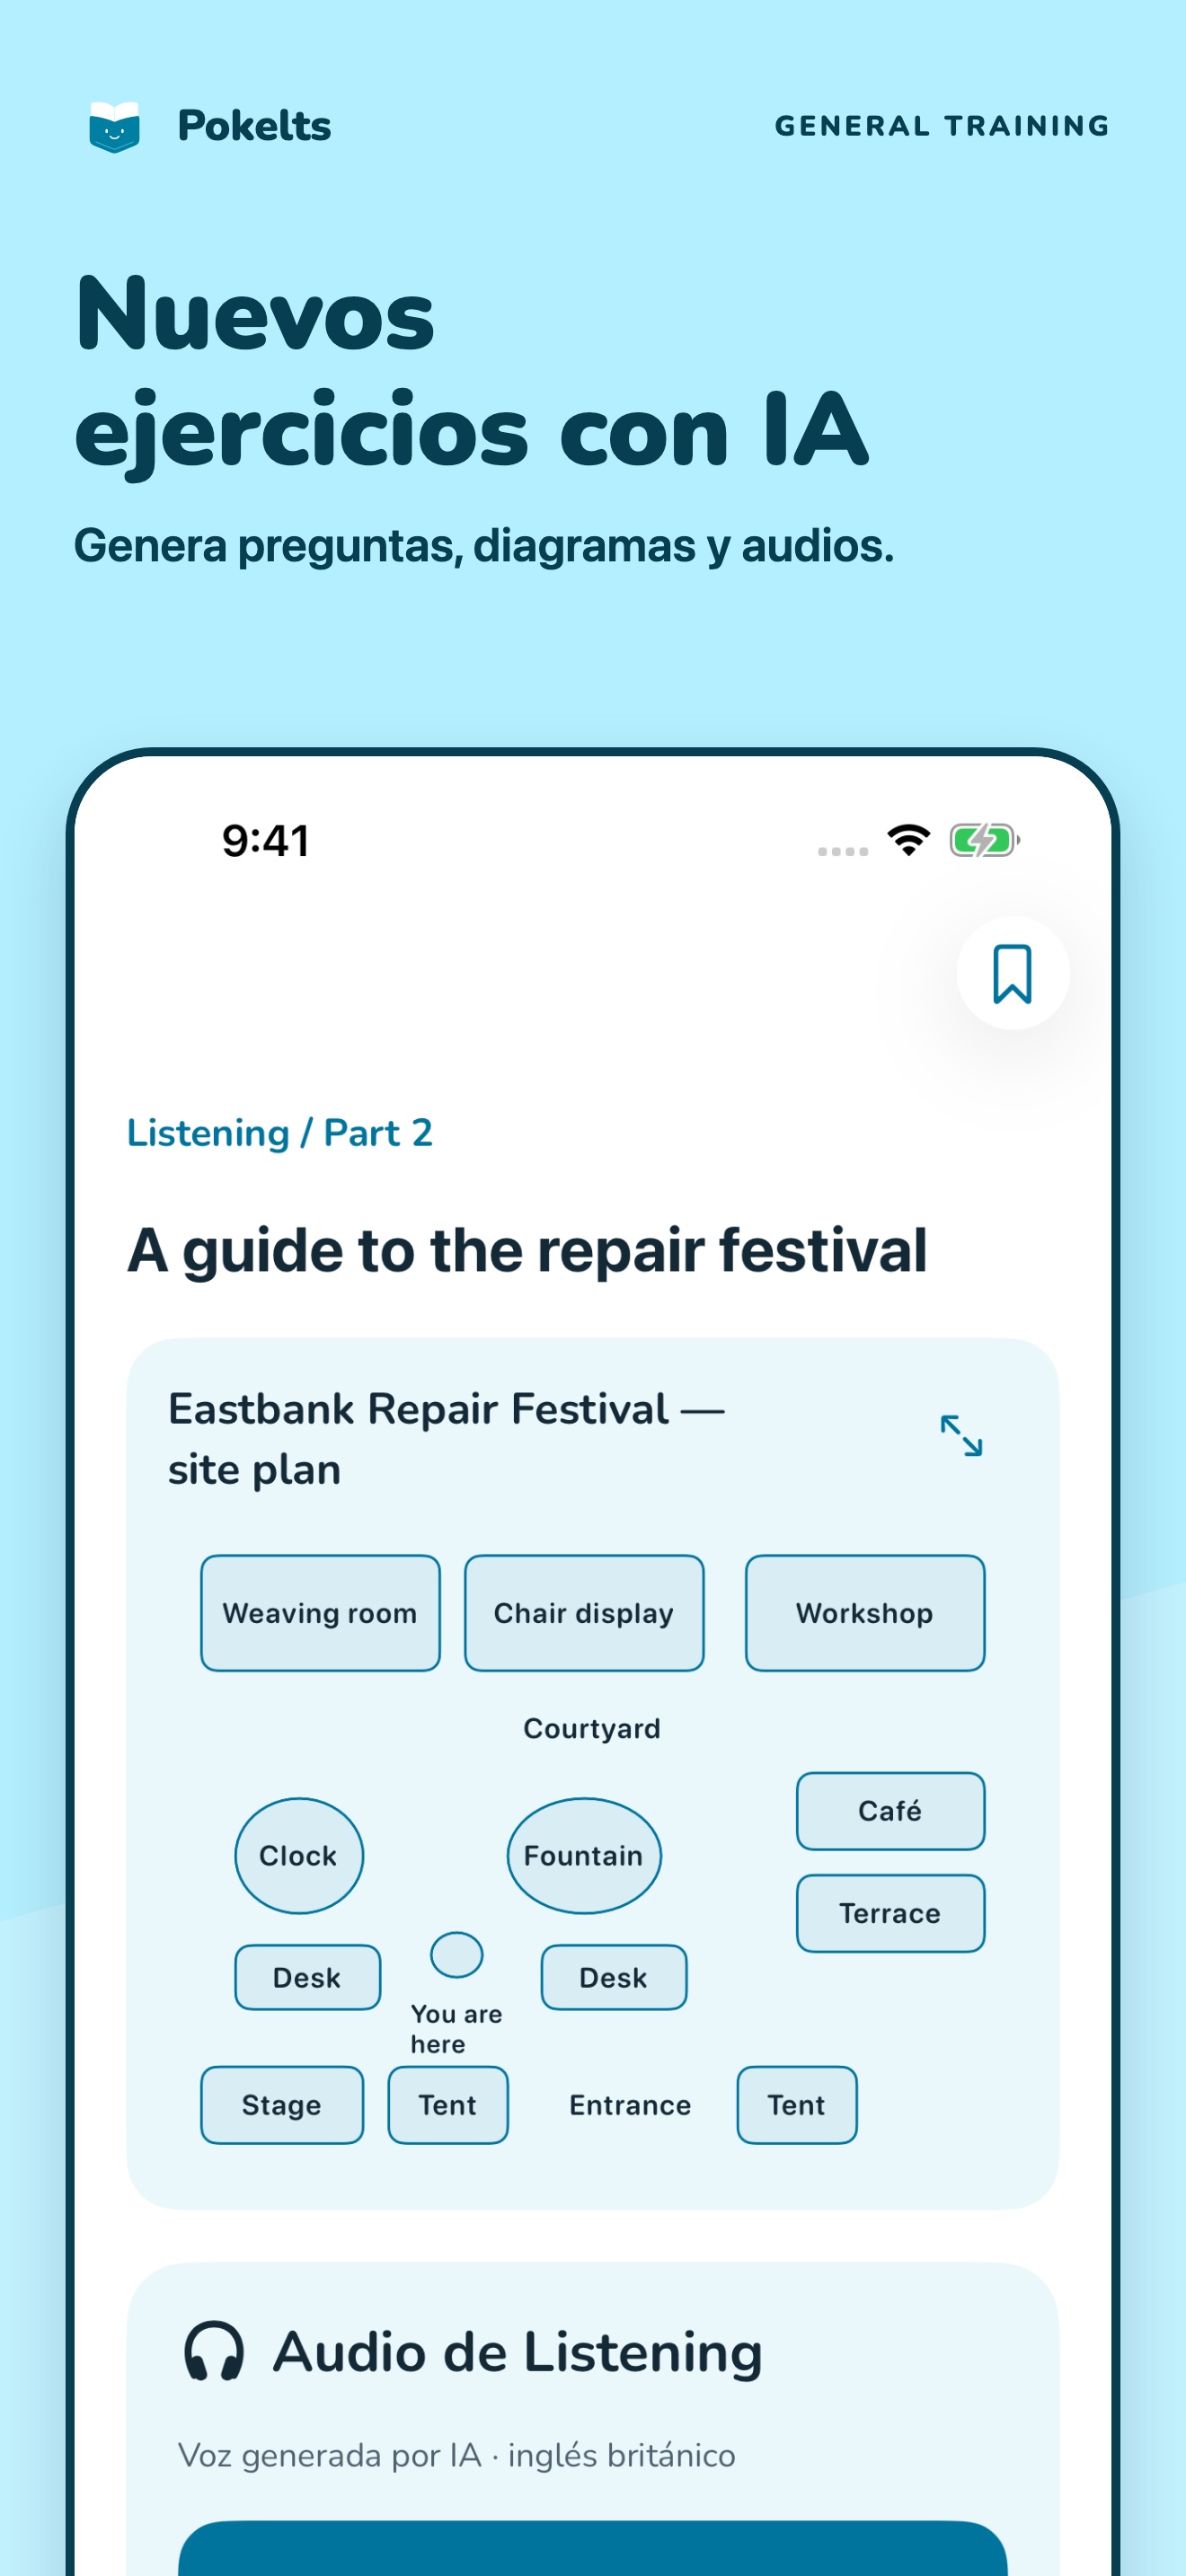 Pokelts
GENERAL TRAINING
Nuevos
ejercicios con IA
Genera preguntas, diagramas y audios.
9:41
Listening / Part 2
A guide to the repair festival
Eastbank Repair Festival —
site plan
Weaving room
Chair display
Workshop
Courtyard
Café
Clock
Fountain
Terrace
Desk
Desk
You are
here
Stage
Tent
Entrance
Tent
Audio de Listening
Voz generada por IA · inglés británico